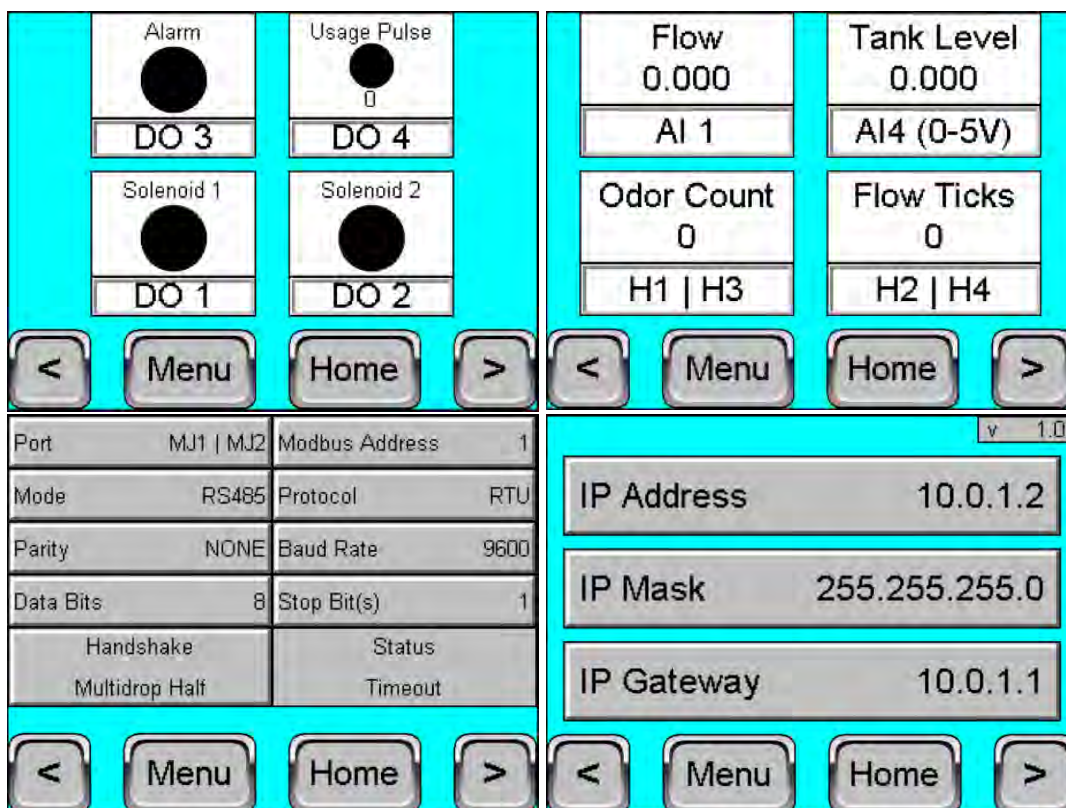 Alarm
Usage Pulse
0
DO 3
DO 4
Solenoid 1
Solenoid 2
DO 1
DO 2
< Menu Home >
Flow
0.000
Tank Level
0.000
AI 1
AI4 (0-5V)
Odor Count
0
Flow Ticks
0
H1 | H3
H2 | H4
< Menu Home >
Port MJ1 | MJ2 Modbus Address 1
Mode RS485 Protocol RTU
Parity NONE Baud Rate 9600
Data Bits 8 Stop Bit(s) 1
Handshake
Multidrop Half
Status
Timeout
< Menu Home >
v 1.0
IP Address 10.0.1.2
IP Mask 255.255.255.0
IP Gateway 10.0.1.1
< Menu Home >